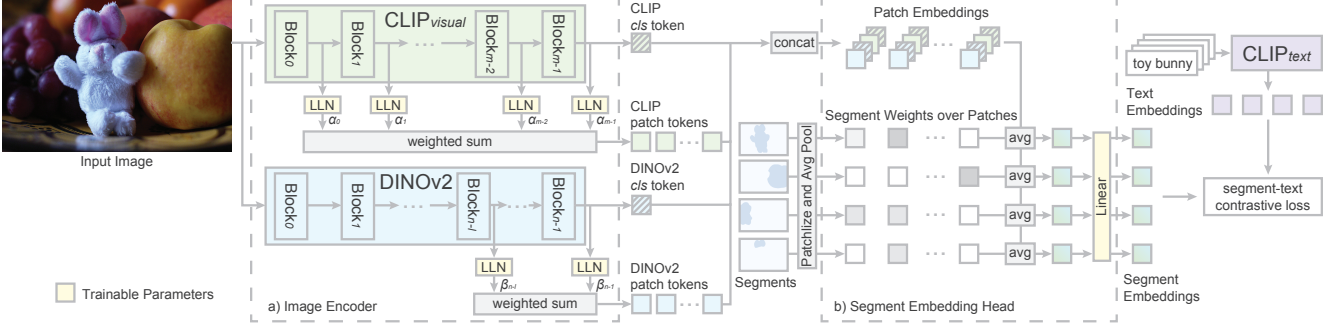 Input Image
Trainable Parameters
CLIPvisual
Block0
Block1
...
Blockm-2
Blockm-1
LLN
LLN
LLN
LLN
α0
α1
αm-2
αm-1
weighted sum
DINOv2
Block0
Block1
...
Blockn-l
...
Blockn-1
LLN
LLN
βn-l
βn-1
weighted sum
a) Image Encoder
CLIP
cls token
CLIP
patch tokens
...
DINOv2
cls token
DINOv2
patch tokens
...
Segments
Patchlize and Avg Pool
concat
Patch Embeddings
...
Segment Weights over Patches
...
...
...
...
avg
avg
avg
avg
Linear
b) Segment Embedding Head
toy bunny
CLIPtext
Text
Embeddings
segment-text
contrastive loss
Segment
Embeddings